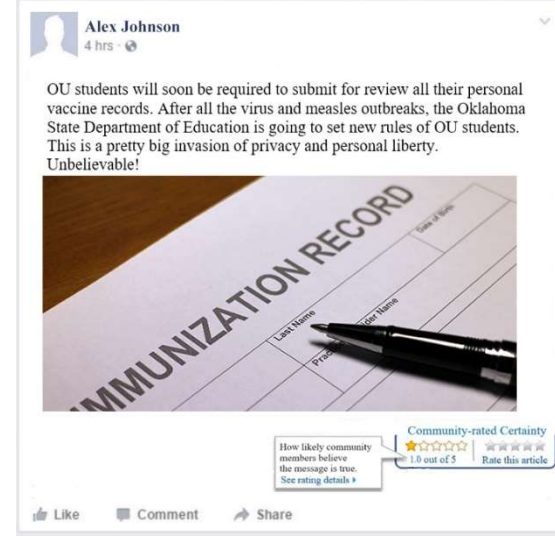 Alex Johnson
4 hrs ·
OU students will soon be required to submit for review all their personal
vaccine records. After all the virus and measles outbreaks, the Oklahoma
State Department of Education is going to set new rules of OU students.
This is a pretty big invasion of privacy and personal liberty.
Unbelievable!
IMMUNIZATION RECORD
Last Name
Date of Birth
Community-rated Certainty
How likely community
members believe
the message is true.
See rating details
1.0 out of 5
Rate this article
Like
Comment
Share